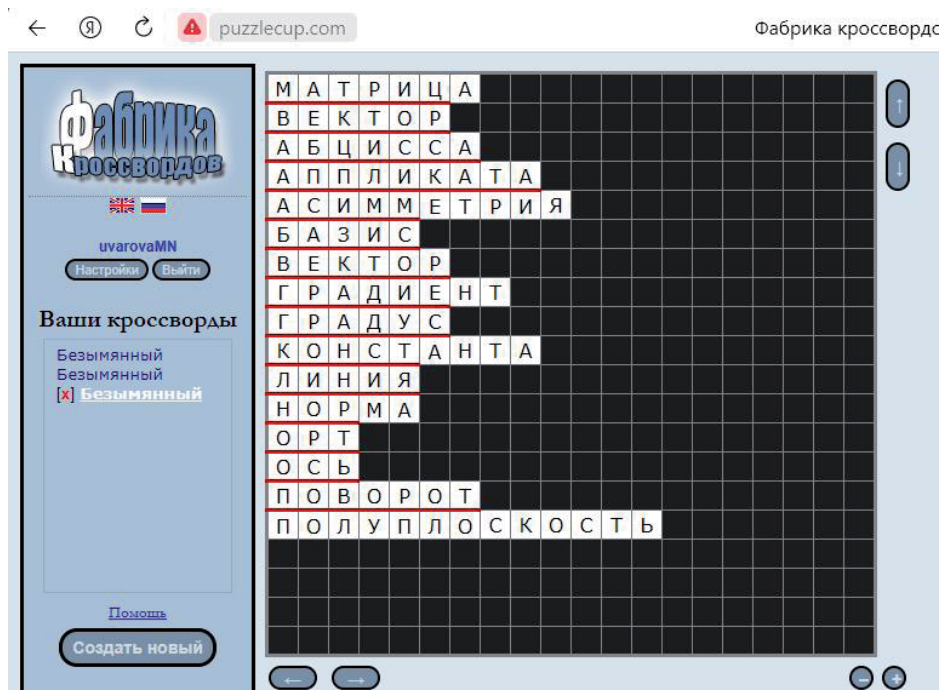 puzzlecup.com
Фабрика кроссвордо
Фабрика
Кроссвордов
uvarovaMN
Настройки Выйти
Ваши кроссворды
Безымянный
Безымянный
[x] Безымянный
Помощь
Создать новый
МАТРИЦА
ВЕКТОР
АБЦИССА
АППЛИКАТА
АСИММЕТРИЯ
БАЗИС
ВЕКТОР
ГРАДИЕНТ
ГРАДУС
КОНСТАНТА
ЛИНИЯ
НОРМА
ОРТ
ОСЬ
ПОВОРОТ
ПОЛУПЛОСКОСТЬ